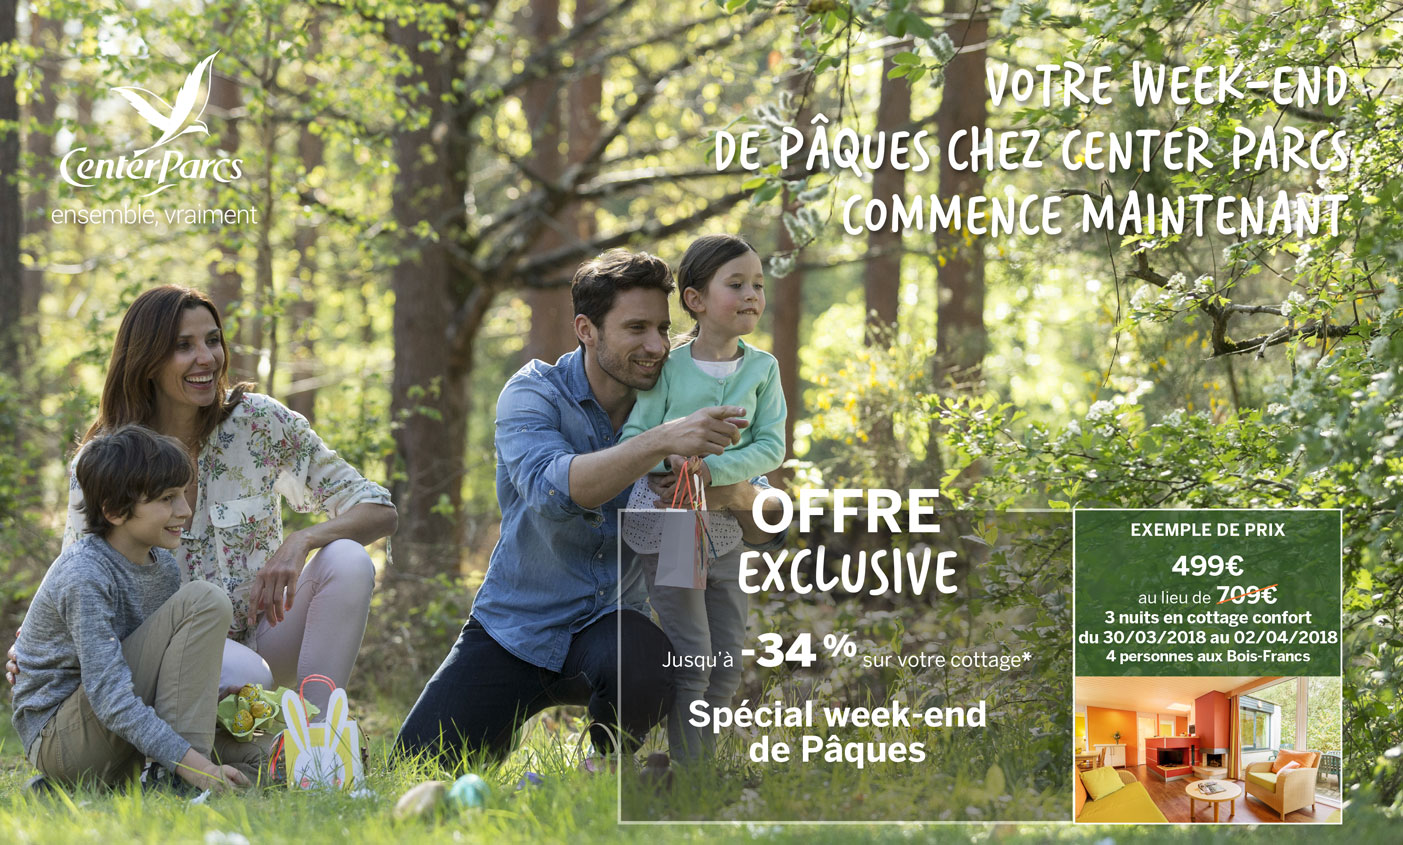 CenterParcs
ensemble, vraiment
VOTRE WEEK-END
DE PÂQUES CHEZ CENTER PARCS
COMMENCE MAINTENANT
OFFRE
EXCLUSIVE
Jusqu'à -34 % sur votre cottage*
Spécial week-end
de Pâques
EXEMPLE DE PRIX
499€
au lieu de 709€
3 nuits en cottage confort
du 30/03/2018 au 02/04/2018
4 personnes aux Bois-Francs